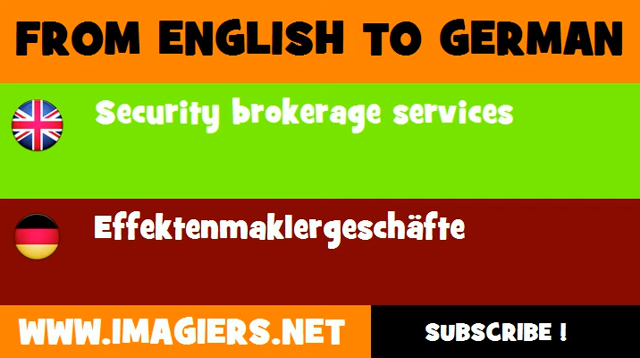 FROM ENGLISH TO GERMAN
Security brokerage services
Effektenmaklergeschäfte
WWW.IMAGIERS.NET
SUBSCRIBE !